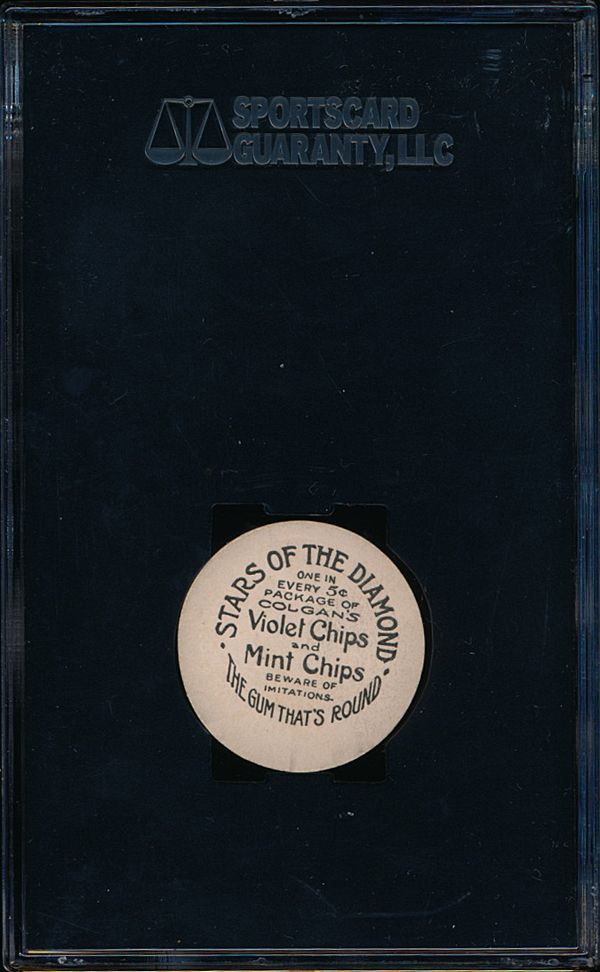 SPORTSCARD
GUARANTY, LLC
· STARS OF THE DIAMOND ·
ONE IN
EVERY 5¢
PACKAGE OF
COLGAN'S
Violet Chips
and
Mint Chips
BEWARE OF
IMITATIONS-
THE GUM THAT'S ROUND